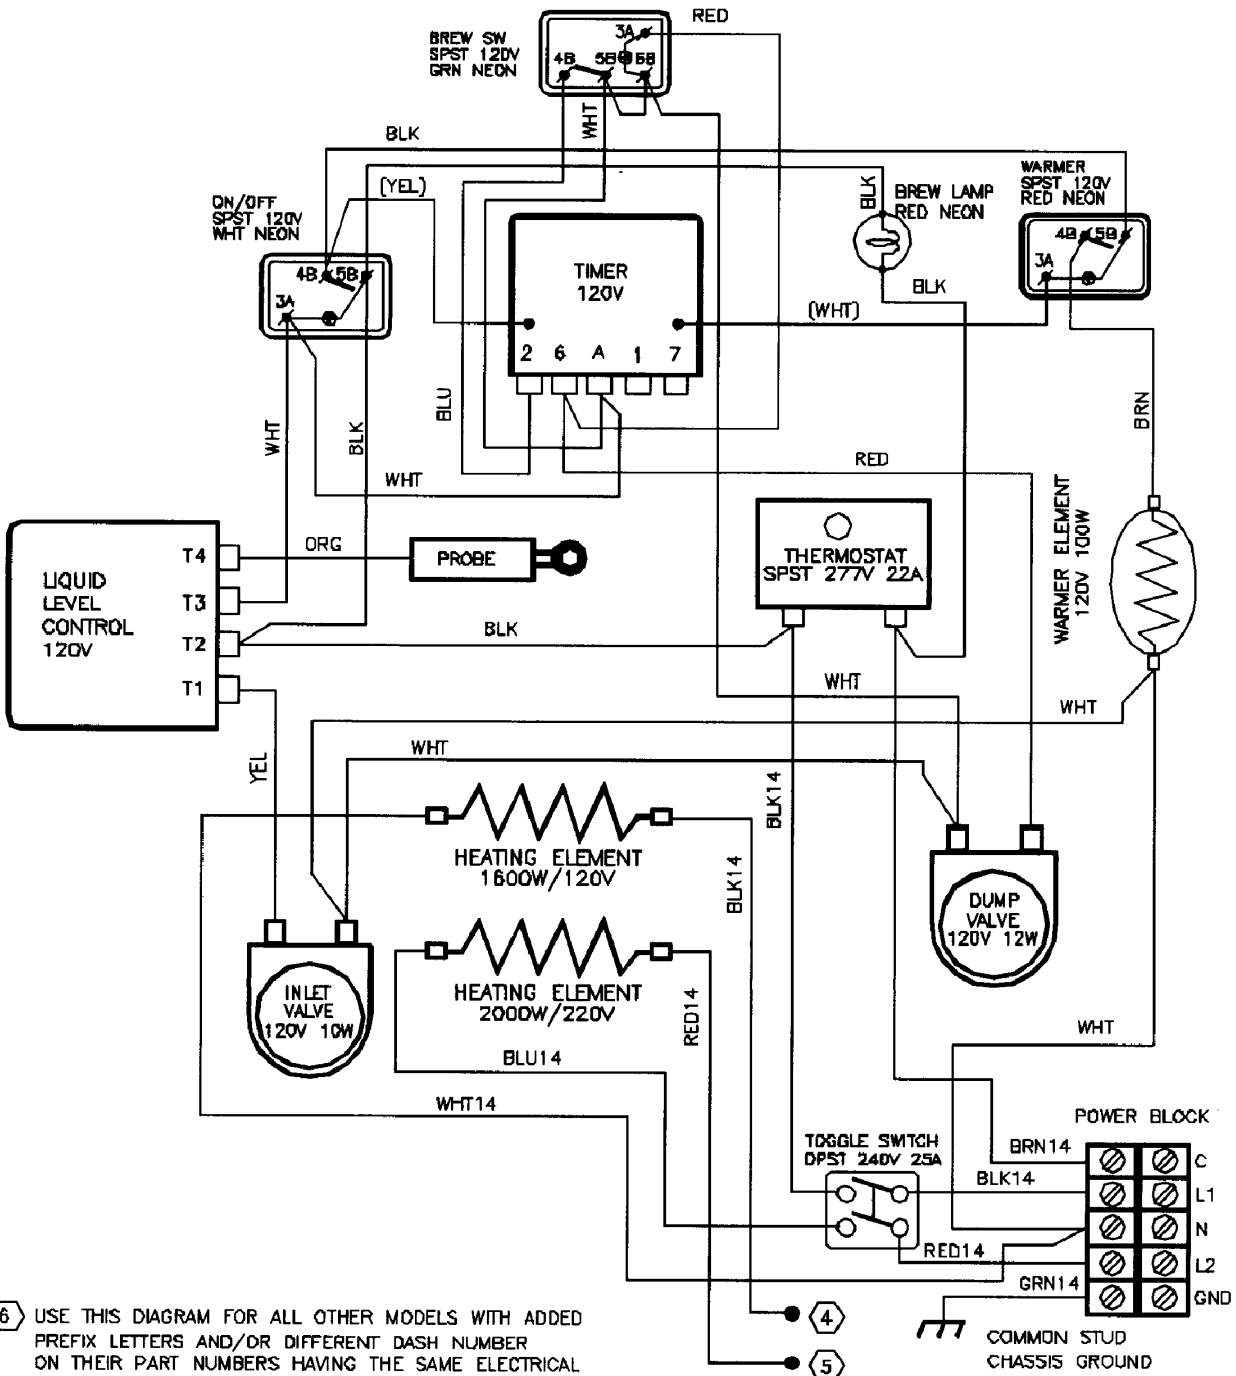 RED
BREW SW
SPST 120V
GRN NEON
3A
4B 5B 6B
WHT
BLK
(YEL)
BLK
BREW LAMP
RED NEON
WARMER
SPST 120V
RED NEON
ON/OFF
SPST 120V
WHT NEON
4B 5B
3A
4B 5B
3A
TIMER
120V
2 6 A 1 7
BLK
(WHT)
BLU
BRN
WHT
BLK
WHT
RED
LIQUID
LEVEL
CONTROL
120V
T4
T3
T2
T1
ORG
PROBE
THERMOSTAT
SPST 277V 22A
WARMER ELEMENT
120V 100W
BLK
WHT
WHT
YEL
WHT
BLK14
HEATING ELEMENT
1600W/120V
BLK14
HEATING ELEMENT
2000W/220V
RED14
DUMP
VALVE
120V 12W
INLET
VALVE
120V 10W
BLU14
WHT
WHT14
POWER BLOCK
TOGGLE SWITCH
DPST 240V 25A
BRN14
C
BLK14
L1
N
RED14
L2
GRN14
GND
COMMON STUD
CHASSIS GROUND
4
5
6 USE THIS DIAGRAM FOR ALL OTHER MODELS WITH ADDED
PREFIX LETTERS AND/OR DIFFERENT DASH NUMBER
ON THEIR PART NUMBERS HAVING THE SAME ELECTRICAL